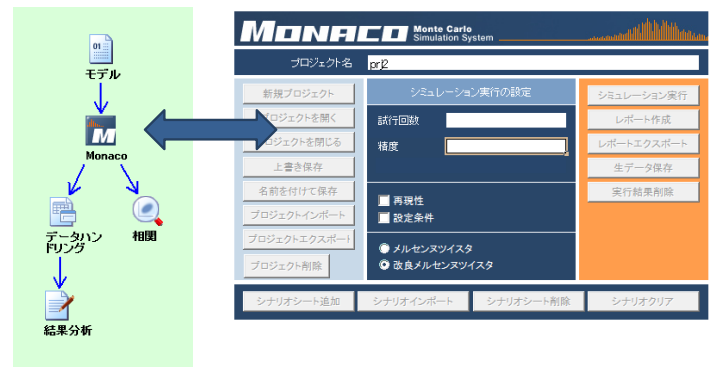 01
モデル
M
Monaco
データハン
ドリング
相関
結果分析
MONACO
Monte Carlo
Simulation System
プロジェクト名
prj2
新規プロジェクト
プロジェクトを開く
プロジェクトを閉じる
上書き保存
名前を付けて保存
プロジェクトインポート
プロジェクトエクスポート
プロジェクト削除
シミュレーション実行の設定
試行回数
精度
再現性
設定条件
メルセンヌツイスタ
改良メルセンヌツイスタ
シミュレーション実行
レポート作成
レポートエクスポート
生データ保存
実行結果削除
シナリオシート追加
シナリオインポート
シナリオシート削除
シナリオクリア